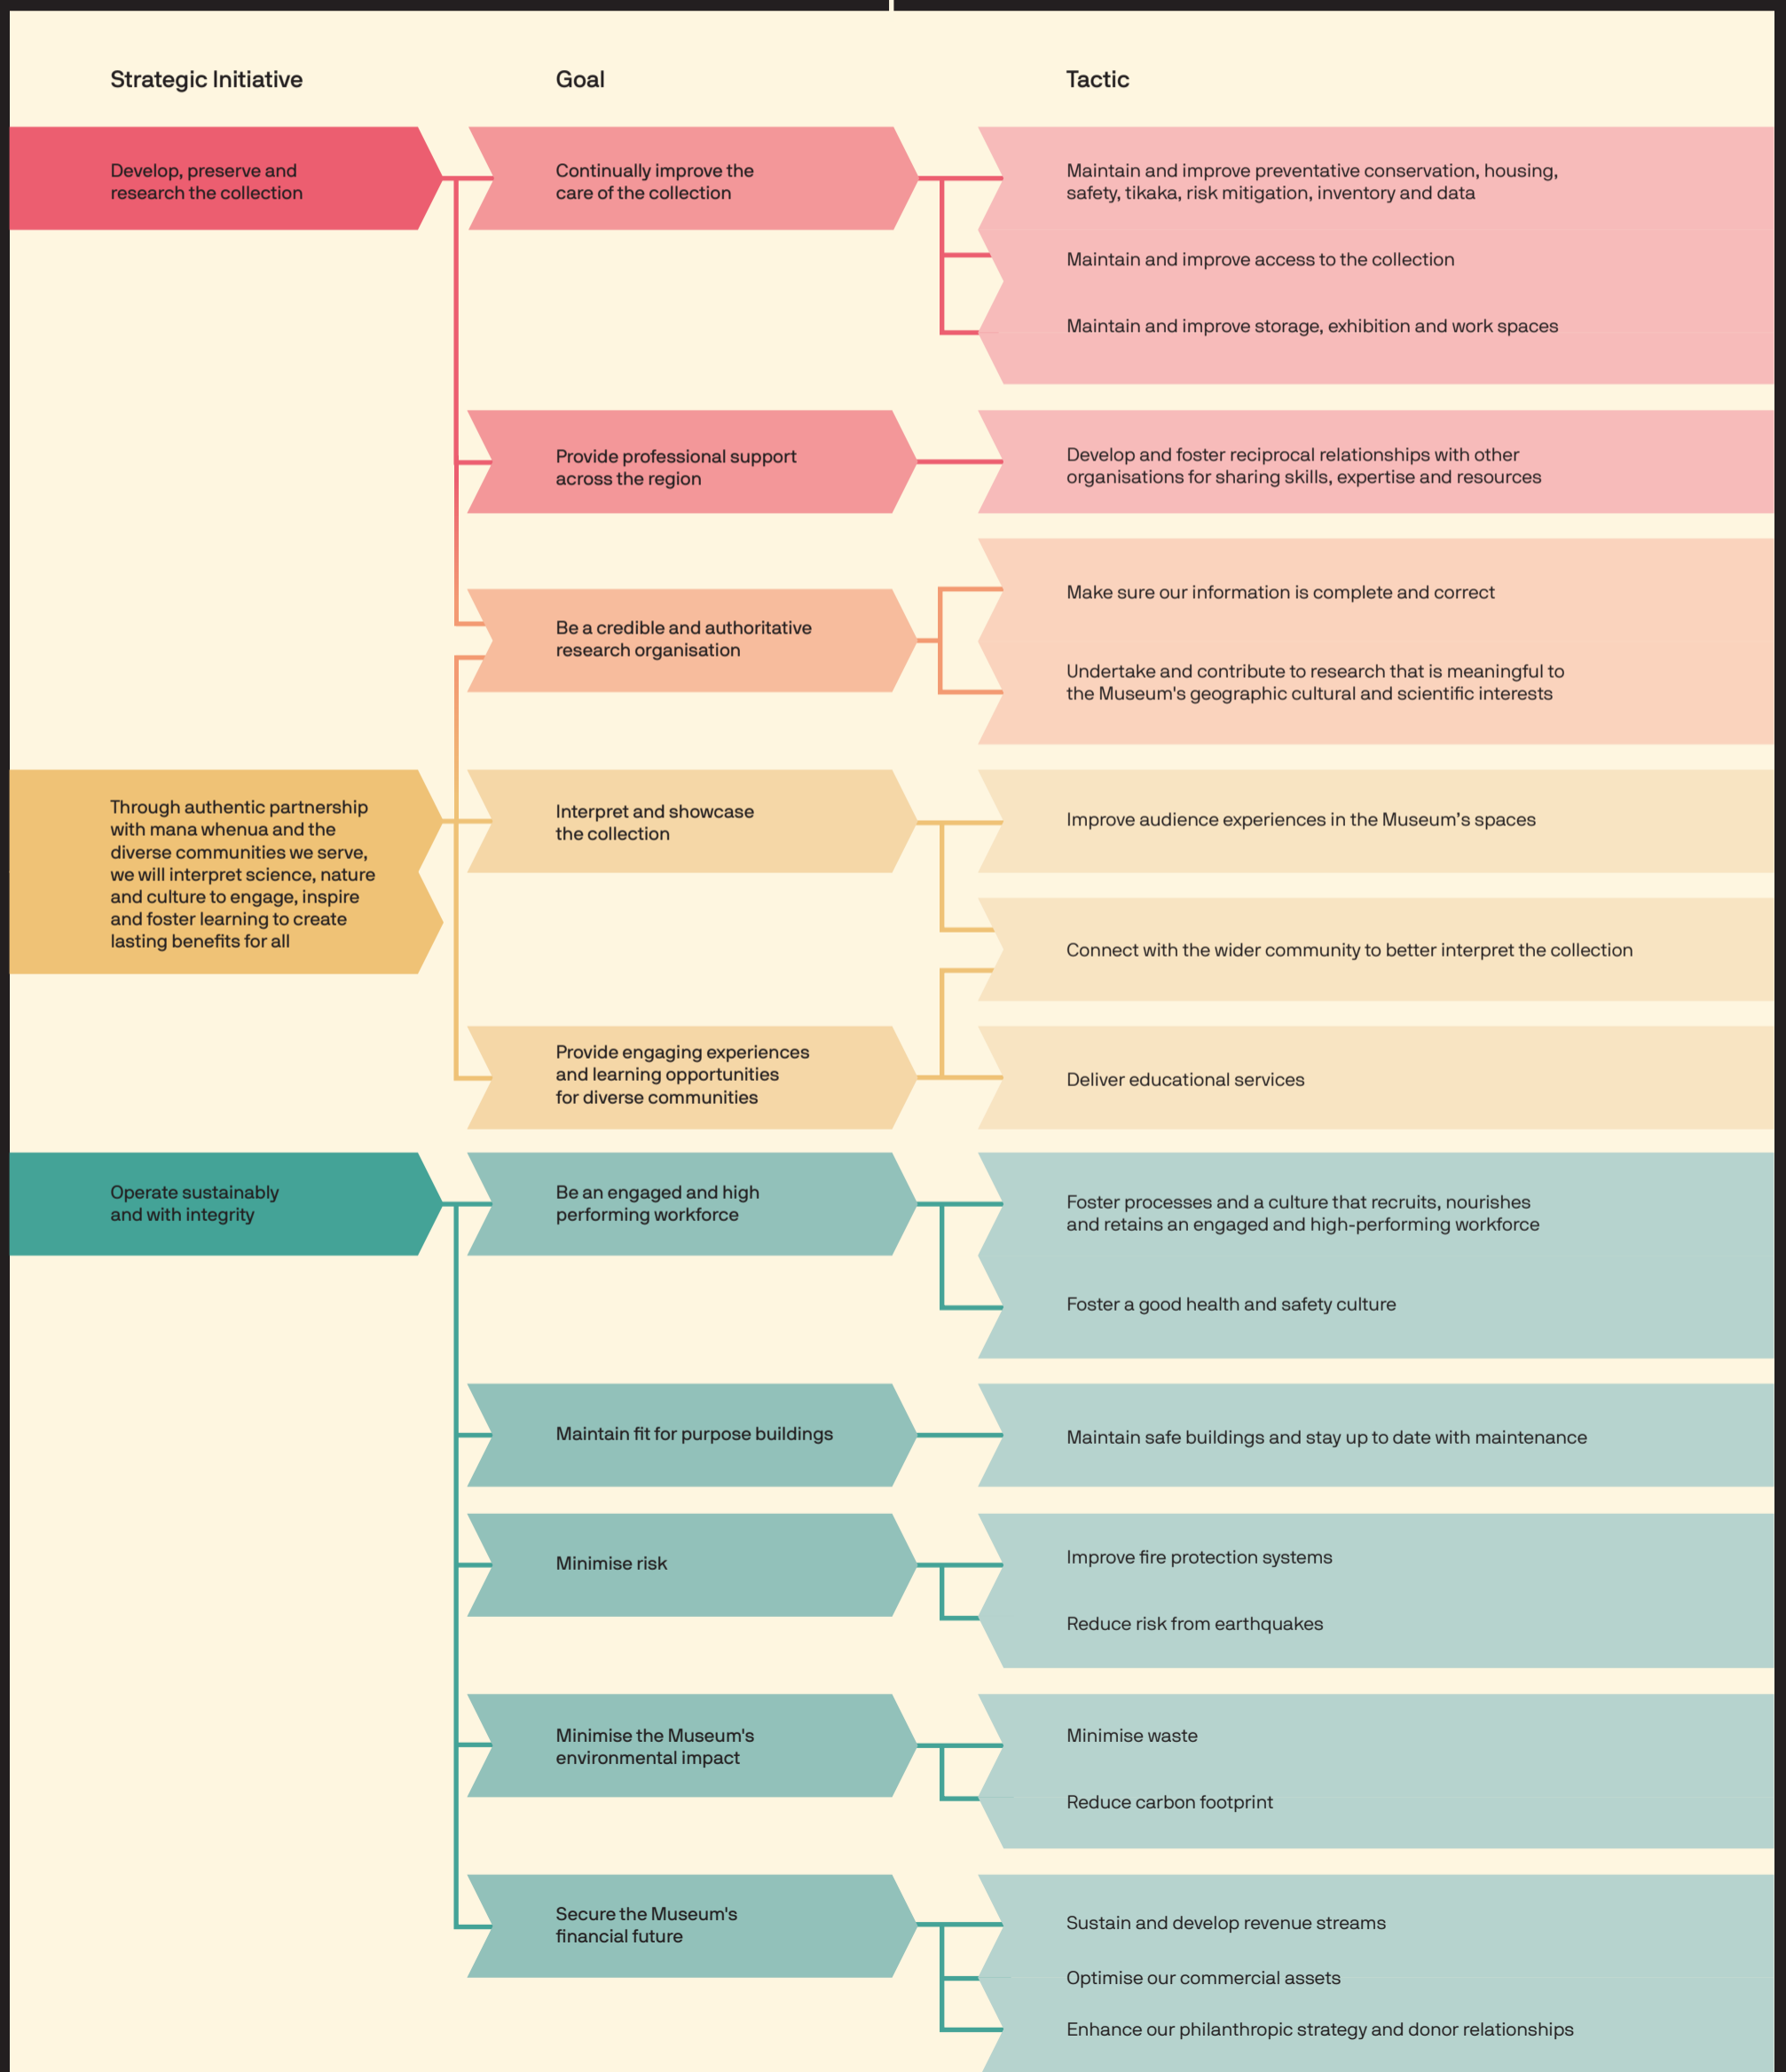 Strategic Initiative
Goal
Tactic
Develop, preserve and
research the collection
Continually improve the
care of the collection
Maintain and improve preventative conservation, housing,
safety, tikaka, risk mitigation, inventory and data
Maintain and improve access to the collection
Maintain and improve storage, exhibition and work spaces
Provide professional support
across the region
Develop and foster reciprocal relationships with other
organisations for sharing skills, expertise and resources
Be a credible and authoritative
research organisation
Make sure our information is complete and correct
Undertake and contribute to research that is meaningful to
the Museum's geographic cultural and scientific interests
Through authentic partnership
with mana whenua and the
diverse communities we serve,
we will interpret science, nature
and culture to engage, inspire
and foster learning to create
lasting benefits for all
Interpret and showcase
the collection
Improve audience experiences in the Museum’s spaces
Connect with the wider community to better interpret the collection
Provide engaging experiences
and learning opportunities
for diverse communities
Deliver educational services
Operate sustainably
and with integrity
Be an engaged and high
performing workforce
Foster processes and a culture that recruits, nourishes
and retains an engaged and high-performing workforce
Foster a good health and safety culture
Maintain fit for purpose buildings
Maintain safe buildings and stay up to date with maintenance
Minimise risk
Improve fire protection systems
Reduce risk from earthquakes
Minimise the Museum's
environmental impact
Minimise waste
Reduce carbon footprint
Secure the Museum's
financial future
Sustain and develop revenue streams
Optimise our commercial assets
Enhance our philanthropic strategy and donor relationships